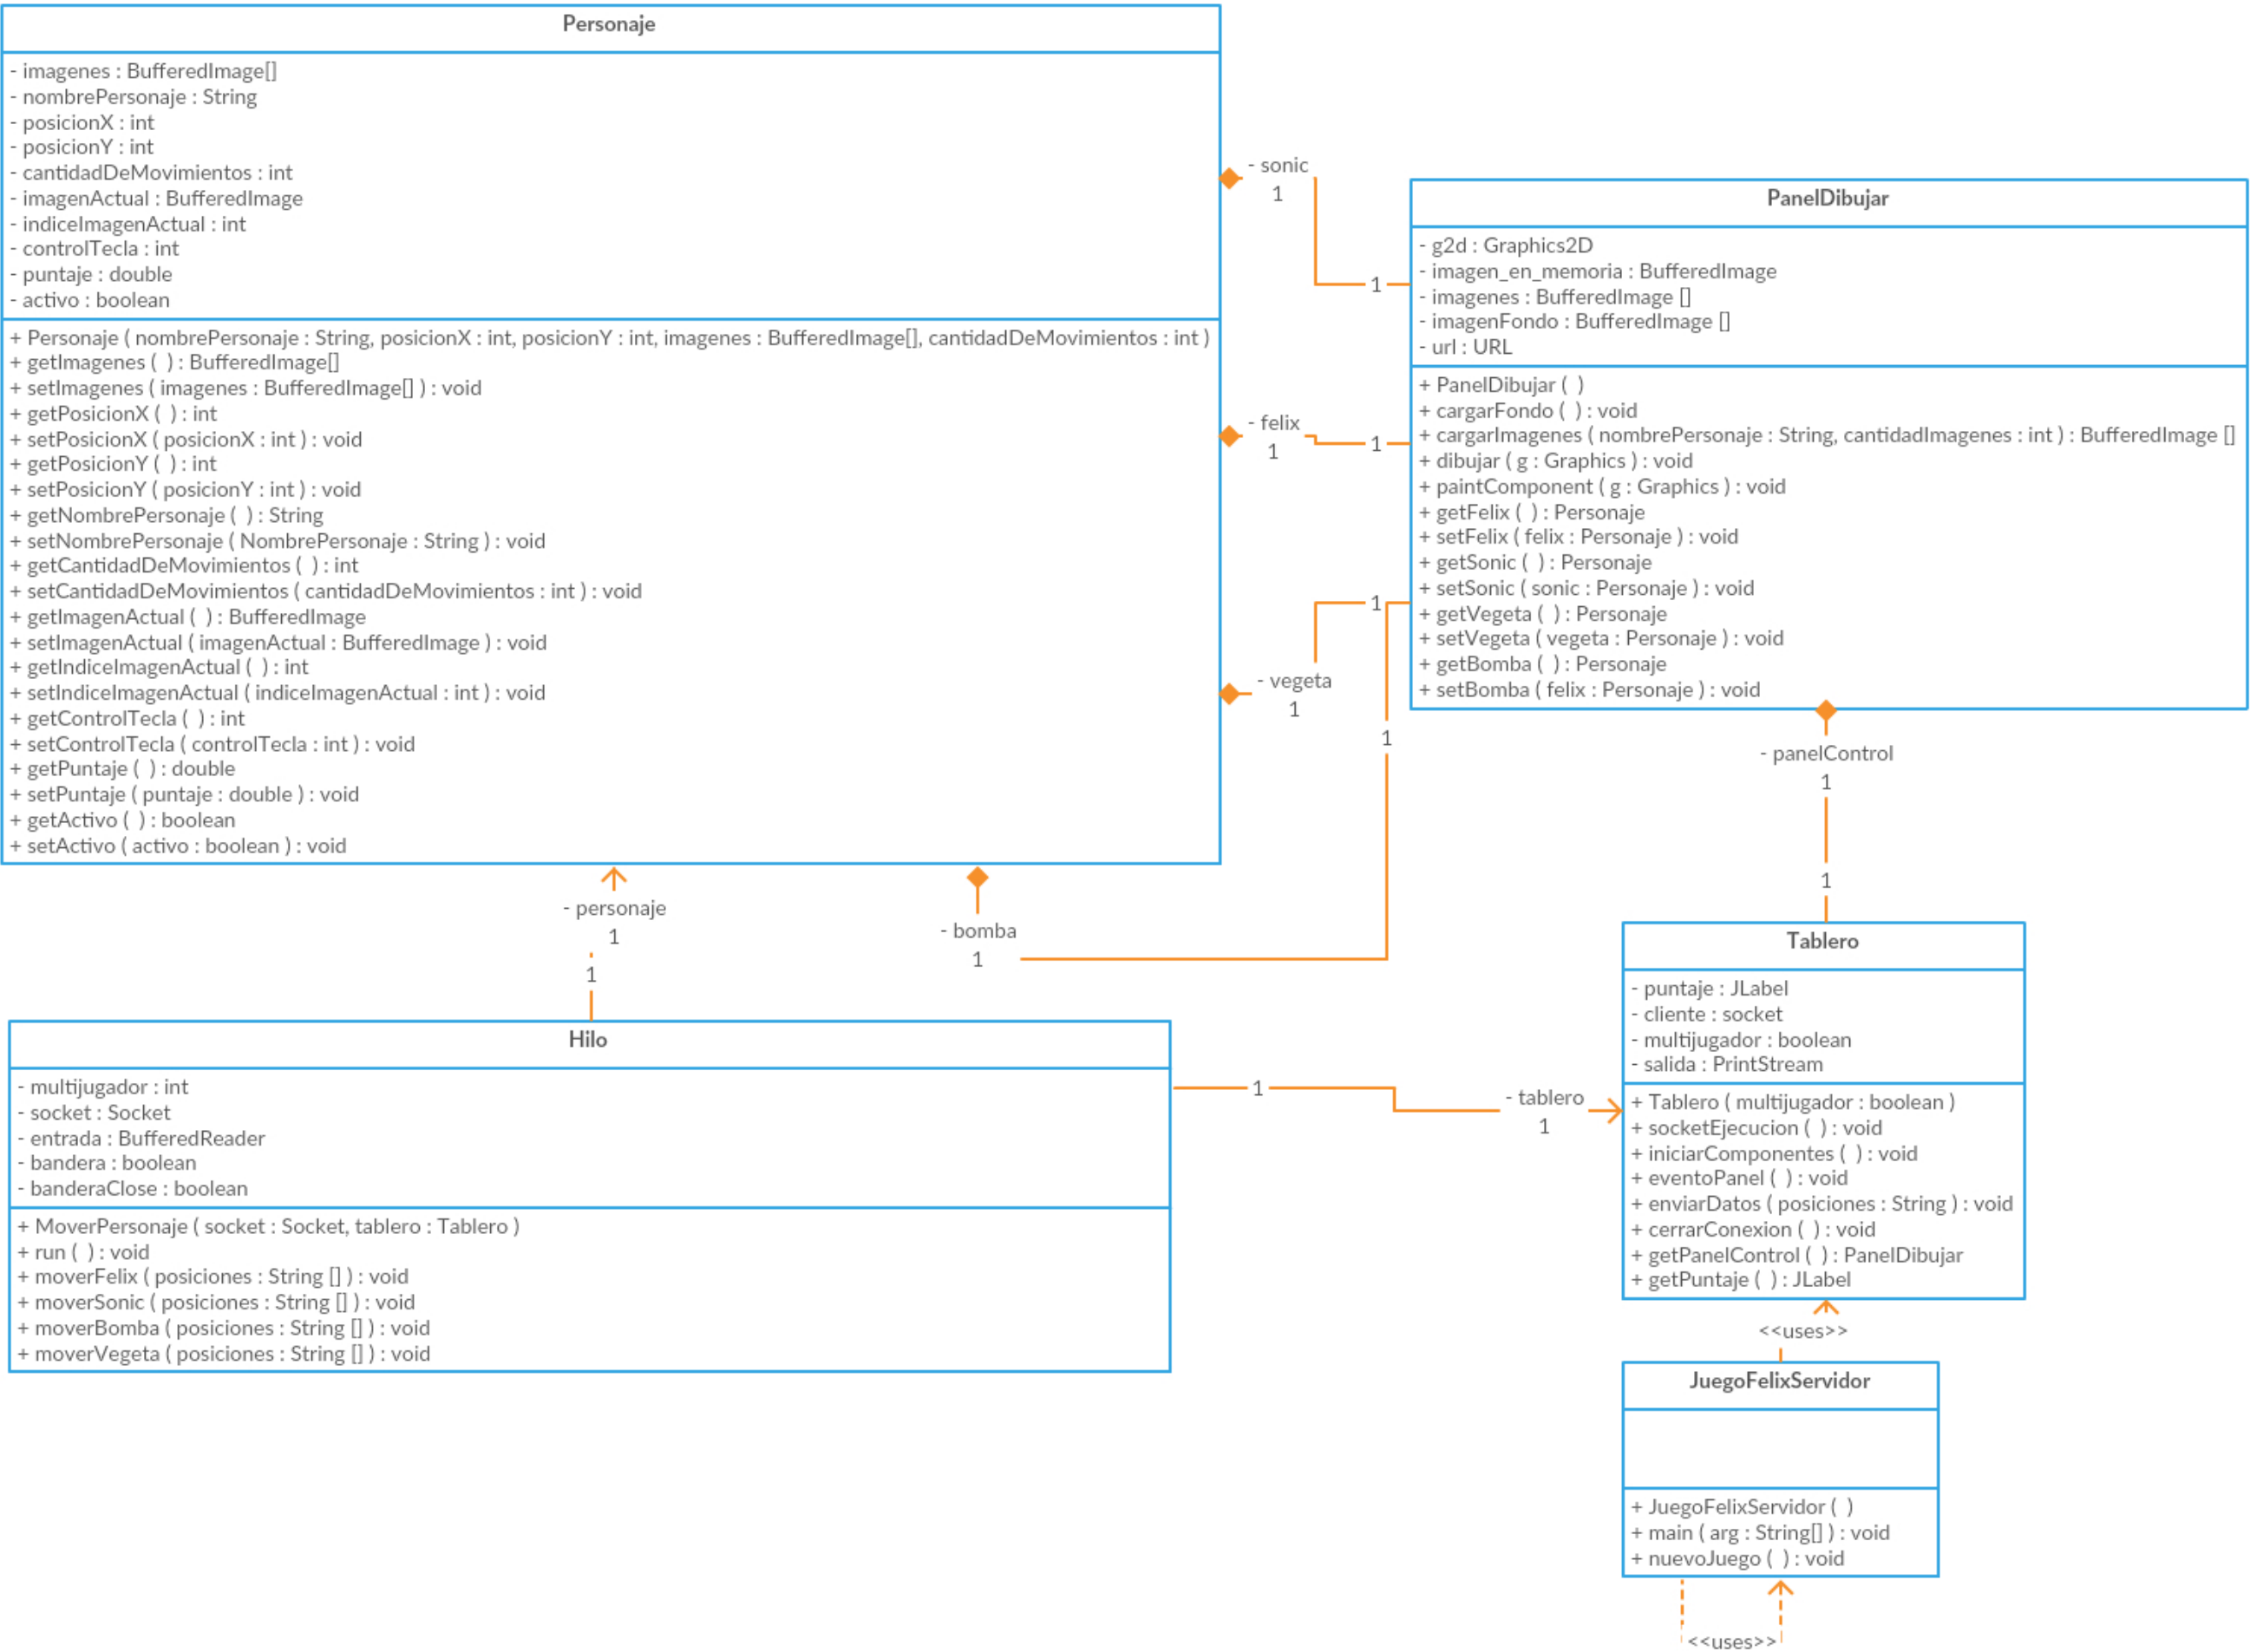 Personaje
- imagenes : BufferedImage[]
- nombrePersonaje : String
- posicionX : int
- posicionY : int
- cantidadDeMovimientos : int
- imagenActual : BufferedImage
- indiceImagenActual : int
- controlTecla : int
- puntaje : double
- activo : boolean
+ Personaje ( nombrePersonaje : String, posicionX : int, posicionY : int, imagenes : BufferedImage[], cantidadDeMovimientos : int )
+ getImagenes ( ) : BufferedImage[]
+ setImagenes ( imagenes : BufferedImage[] ) : void
+ getPosicionX ( ) : int
+ setPosicionX ( posicionX : int ) : void
+ getPosicionY ( ) : int
+ setPosicionY ( posicionY : int ) : void
+ getNombrePersonaje ( ) : String
+ setNombrePersonaje ( NombrePersonaje : String ) : void
+ getCantidadDeMovimientos ( ) : int
+ setCantidadDeMovimientos ( cantidadDeMovimientos : int ) : void
+ getImagenActual ( ) : BufferedImage
+ setImagenActual ( imagenActual : BufferedImage ) : void
+ getIndiceImagenActual ( ) : int
+ setIndiceImagenActual ( indiceImagenActual : int ) : void
+ getControlTecla ( ) : int
+ setControlTecla ( controlTecla : int ) : void
+ getPuntaje ( ) : double
+ setPuntaje ( puntaje : double ) : void
+ getActivo ( ) : boolean
+ setActivo ( activo : boolean ) : void
- sonic
1
1
- felix
1
1
- vegeta
1
1
- bomba
1
1
PanelDibujar
- g2d : Graphics2D
- imagen_en_memoria : BufferedImage
- imagenes : BufferedImage []
- imagenFondo : BufferedImage []
- url : URL
+ PanelDibujar ( )
+ cargarFondo ( ) : void
+ cargarImagenes ( nombrePersonaje : String, cantidadImagenes : int ) : BufferedImage []
+ dibujar ( g : Graphics ) : void
+ paintComponent ( g : Graphics ) : void
+ getFelix ( ) : Personaje
+ setFelix ( felix : Personaje ) : void
+ getSonic ( ) : Personaje
+ setSonic ( sonic : Personaje ) : void
+ getVegeta ( ) : Personaje
+ setVegeta ( vegeta : Personaje ) : void
+ getBomba ( ) : Personaje
+ setBomba ( felix : Personaje ) : void
- panelControl
1
1
- personaje
1
1
Hilo
- multijugador : int
- socket : Socket
- entrada : BufferedReader
- bandera : boolean
- banderaClose : boolean
+ MoverPersonaje ( socket : Socket, tablero : Tablero )
+ run ( ) : void
+ moverFelix ( posiciones : String [] ) : void
+ moverSonic ( posiciones : String [] ) : void
+ moverBomba ( posiciones : String [] ) : void
+ moverVegeta ( posiciones : String [] ) : void
1
- tablero
1
Tablero
- puntaje : JLabel
- cliente : socket
- multijugador : boolean
- salida : PrintStream
+ Tablero ( multijugador : boolean )
+ socketEjecucion ( ) : void
+ iniciarComponentes ( ) : void
+ eventoPanel ( ) : void
+ enviarDatos ( posiciones : String ) : void
+ cerrarConexion ( ) : void
+ getPanelControl ( ) : PanelDibujar
+ getPuntaje ( ) : JLabel
<<uses>>
JuegoFelixServidor
+ JuegoFelixServidor ( )
+ main ( arg : String[] ) : void
+ nuevoJuego ( ) : void
<<uses>>